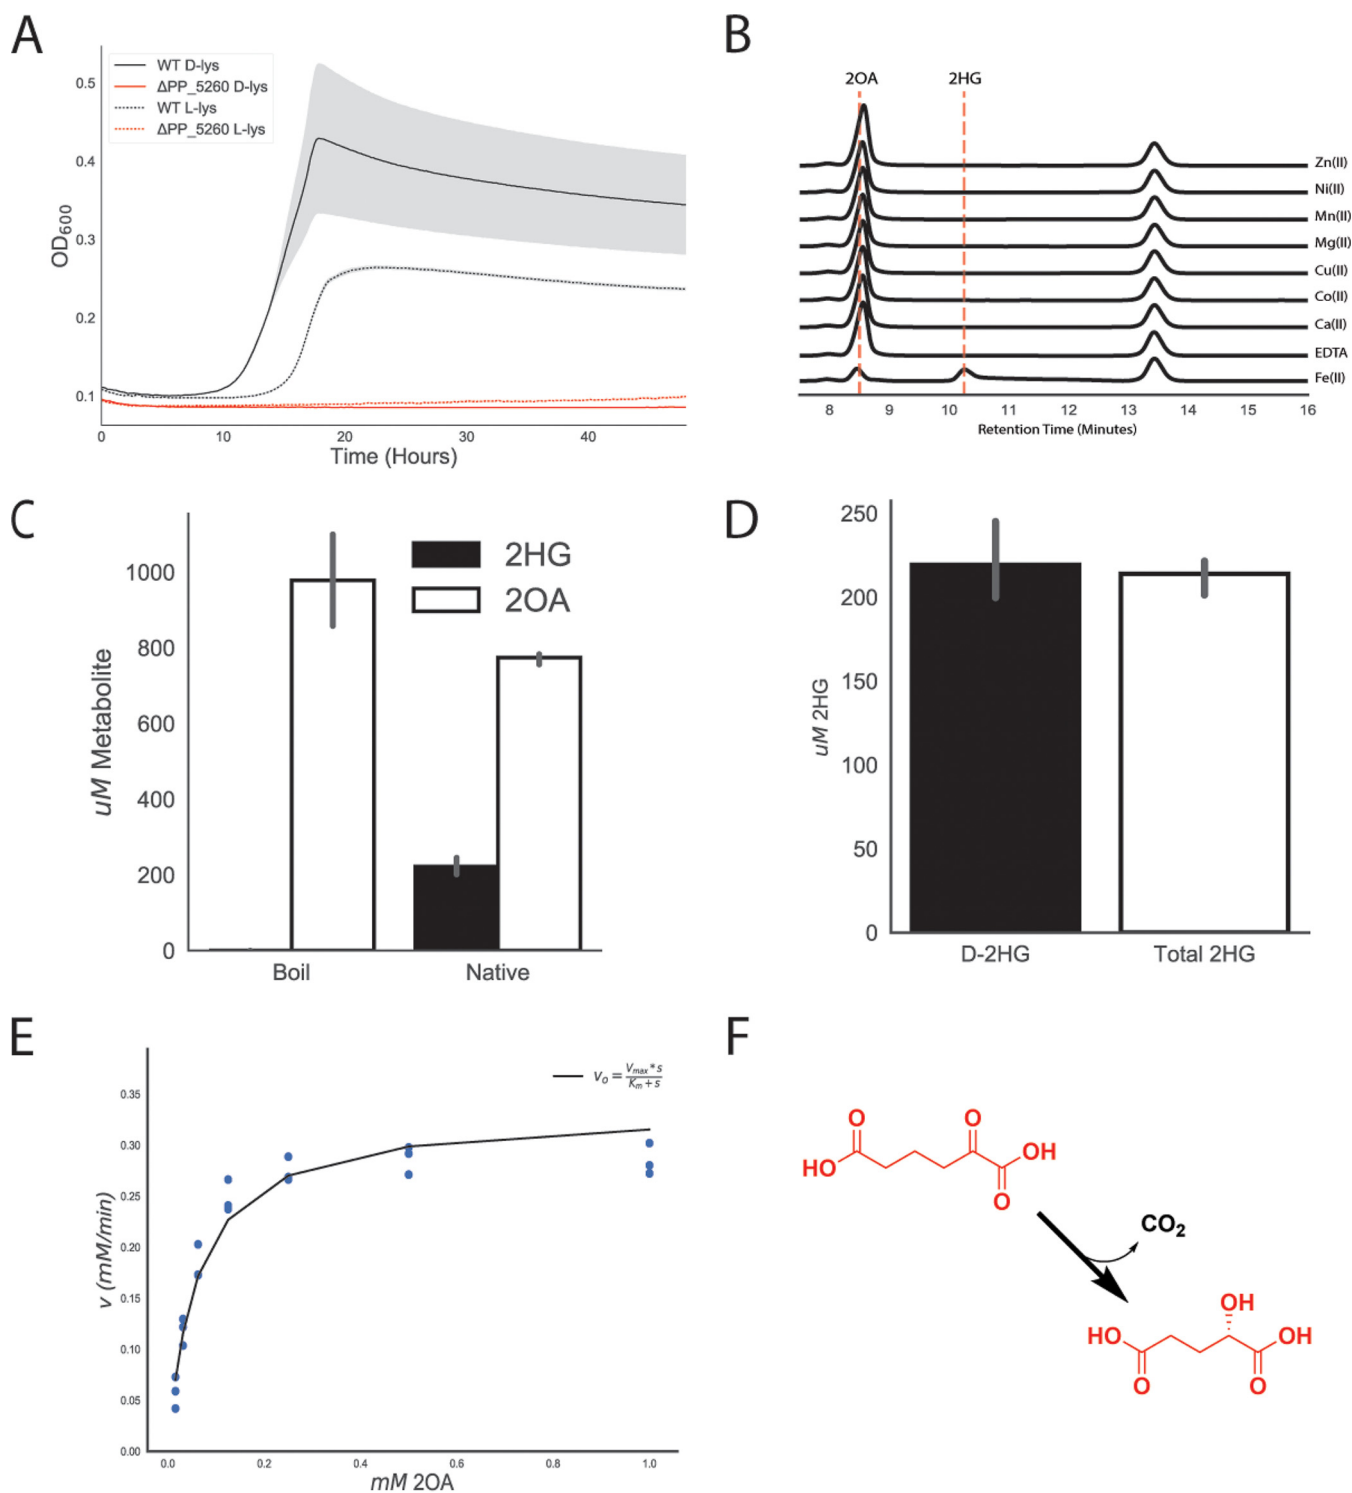 A
WT D-lys
ΔPP_5260 D-lys
WT L-lys
ΔPP_5260 L-lys
0.5
0.4
0.3
0.2
0.1
OD600
0
10
20
30
40
Time (Hours)
B
2OA
2HG
Zn(II)
Ni(II)
Mn(II)
Mg(II)
Cu(II)
Co(II)
Ca(II)
EDTA
Fe(II)
8
9
10
11
12
13
14
15
16
Retention Time (Minutes)
C
2HG
2OA
1000
800
600
400
200
0
uM Metabolite
Boil
Native
D
250
200
150
100
50
0
uM 2HG
D-2HG
Total 2HG
E
v₀ = Vmax * s / Km + s
0.35
0.30
0.25
0.20
0.15
0.10
0.05
0.00
v (mM/min)
0.0
0.2
0.4
0.6
0.8
1.0
mM 2OA
F
O
O
HO
OH
O
CO2
OH
HO
OH
O
O